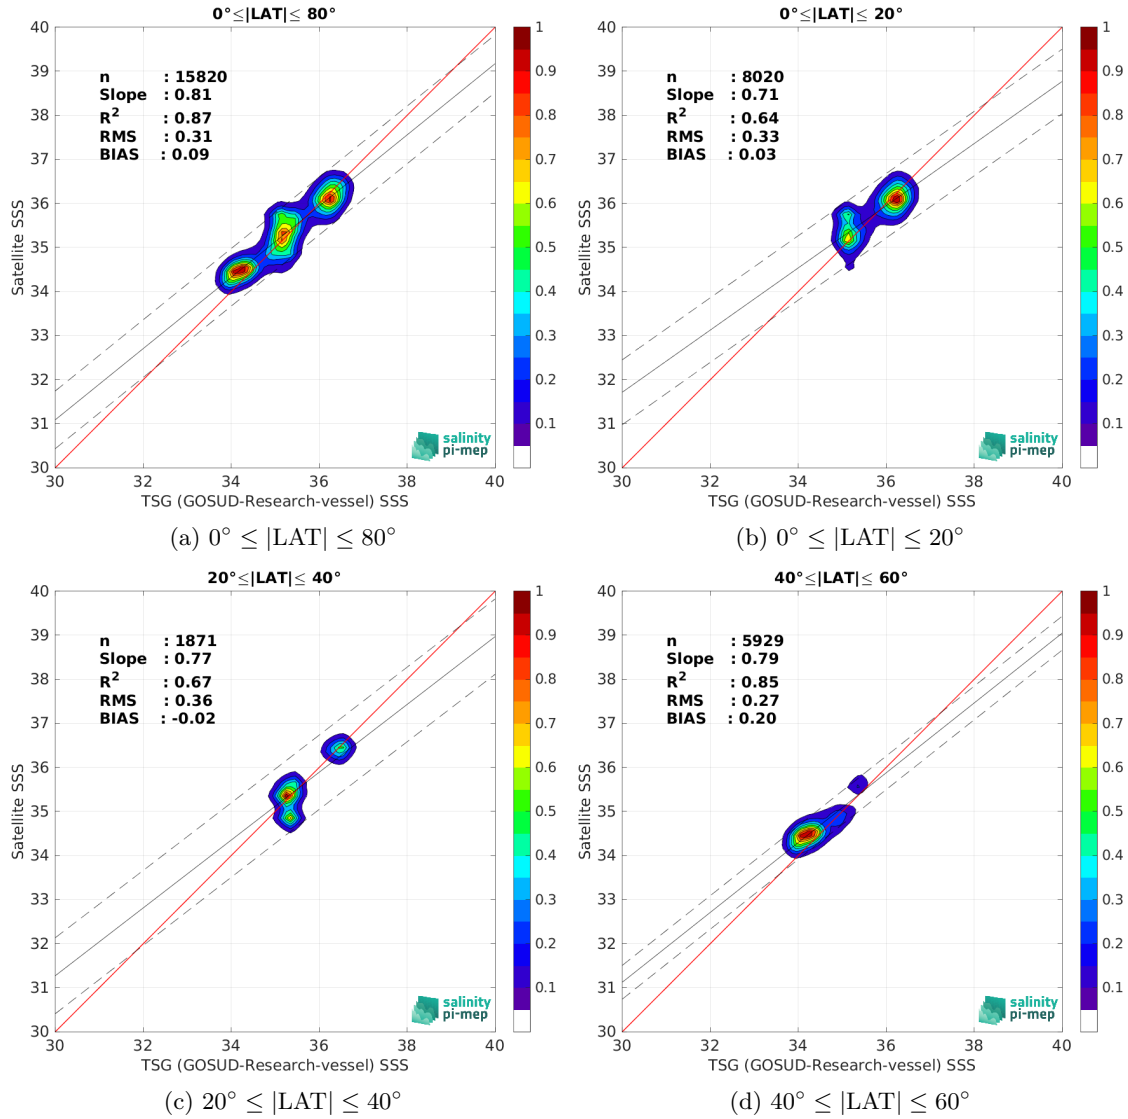 0°≤|LAT|≤ 80°
40
39
38
37
36
35
34
33
32
31
30
Satellite SSS
n : 15820
Slope : 0.81
R² : 0.87
RMS : 0.31
BIAS : 0.09
salinity
pi-mep
30 32 34 36 38 40
TSG (GOSUD-Research-vessel) SSS
1
0.9
0.8
0.7
0.6
0.5
0.4
0.3
0.2
0.1
(a) 0° ≤ |LAT| ≤ 80°
0°≤|LAT|≤ 20°
40
39
38
37
36
35
34
33
32
31
30
Satellite SSS
n : 8020
Slope : 0.71
R² : 0.64
RMS : 0.33
BIAS : 0.03
salinity
pi-mep
30 32 34 36 38 40
TSG (GOSUD-Research-vessel) SSS
1
0.9
0.8
0.7
0.6
0.5
0.4
0.3
0.2
0.1
(b) 0° ≤ |LAT| ≤ 20°
20°≤|LAT|≤ 40°
40
39
38
37
36
35
34
33
32
31
30
Satellite SSS
n : 1871
Slope : 0.77
R² : 0.67
RMS : 0.36
BIAS : -0.02
salinity
pi-mep
30 32 34 36 38 40
TSG (GOSUD-Research-vessel) SSS
1
0.9
0.8
0.7
0.6
0.5
0.4
0.3
0.2
0.1
(c) 20° ≤ |LAT| ≤ 40°
40°≤|LAT|≤ 60°
40
39
38
37
36
35
34
33
32
31
30
Satellite SSS
n : 5929
Slope : 0.79
R² : 0.85
RMS : 0.27
BIAS : 0.20
salinity
pi-mep
30 32 34 36 38 40
TSG (GOSUD-Research-vessel) SSS
1
0.9
0.8
0.7
0.6
0.5
0.4
0.3
0.2
0.1
(d) 40° ≤ |LAT| ≤ 60°